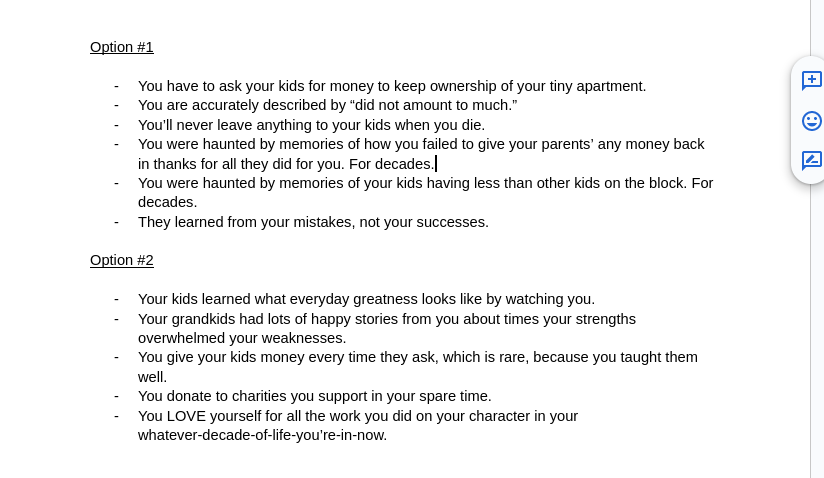 Option #1
- You have to ask your kids for money to keep ownership of your tiny apartment.
- You are accurately described by “did not amount to much.”
- You’ll never leave anything to your kids when you die.
- You were haunted by memories of how you failed to give your parents’ any money back
in thanks for all they did for you. For decades.
- You were haunted by memories of your kids having less than other kids on the block. For
decades.
- They learned from your mistakes, not your successes.
Option #2
- Your kids learned what everyday greatness looks like by watching you.
- Your grandkids had lots of happy stories from you about times your strengths
overwhelmed your weaknesses.
- You give your kids money every time they ask, which is rare, because you taught them
well.
- You donate to charities you support in your spare time.
- You LOVE yourself for all the work you did on your character in your
whatever-decade-of-life-you’re-in-now.